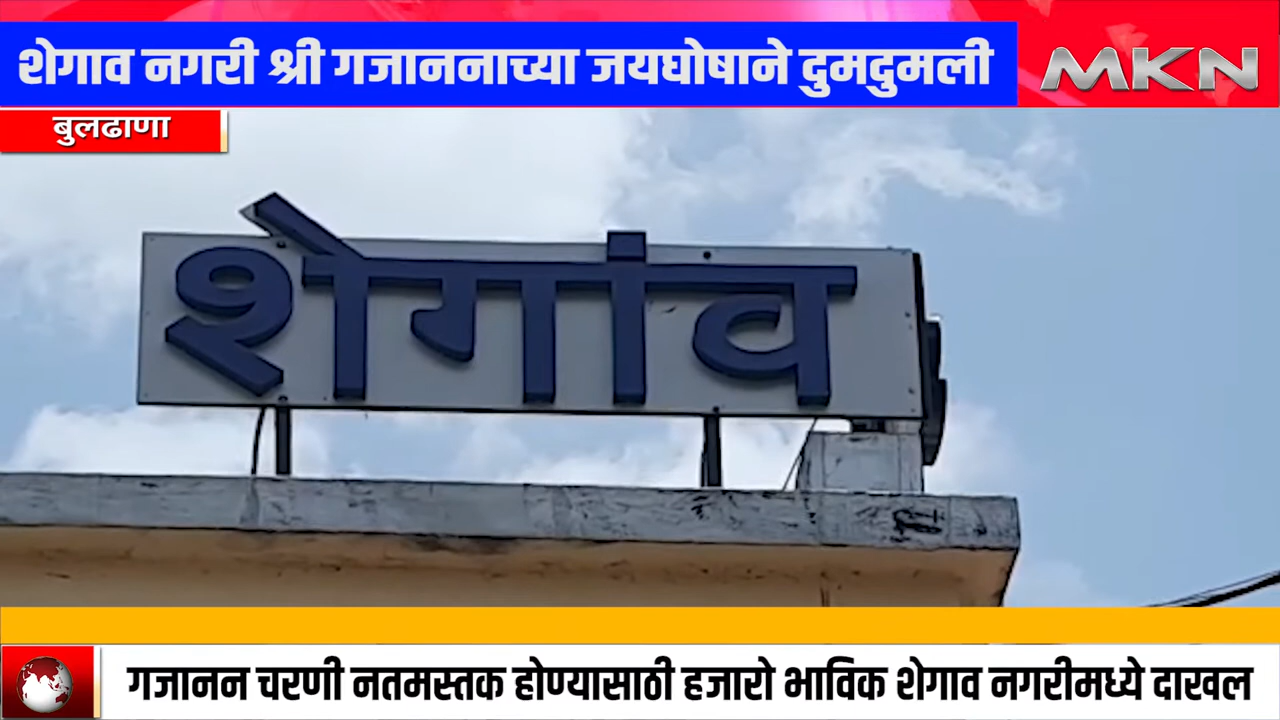 शेगाव नगरी श्री गजाननाच्या जयघोषाने दुमदुमली
MKN
बुलढाणा
शेगांव
गजानन चरणी नतमस्तक होण्यासाठी हजारो भाविक शेगाव नगरीमध्ये दाखल